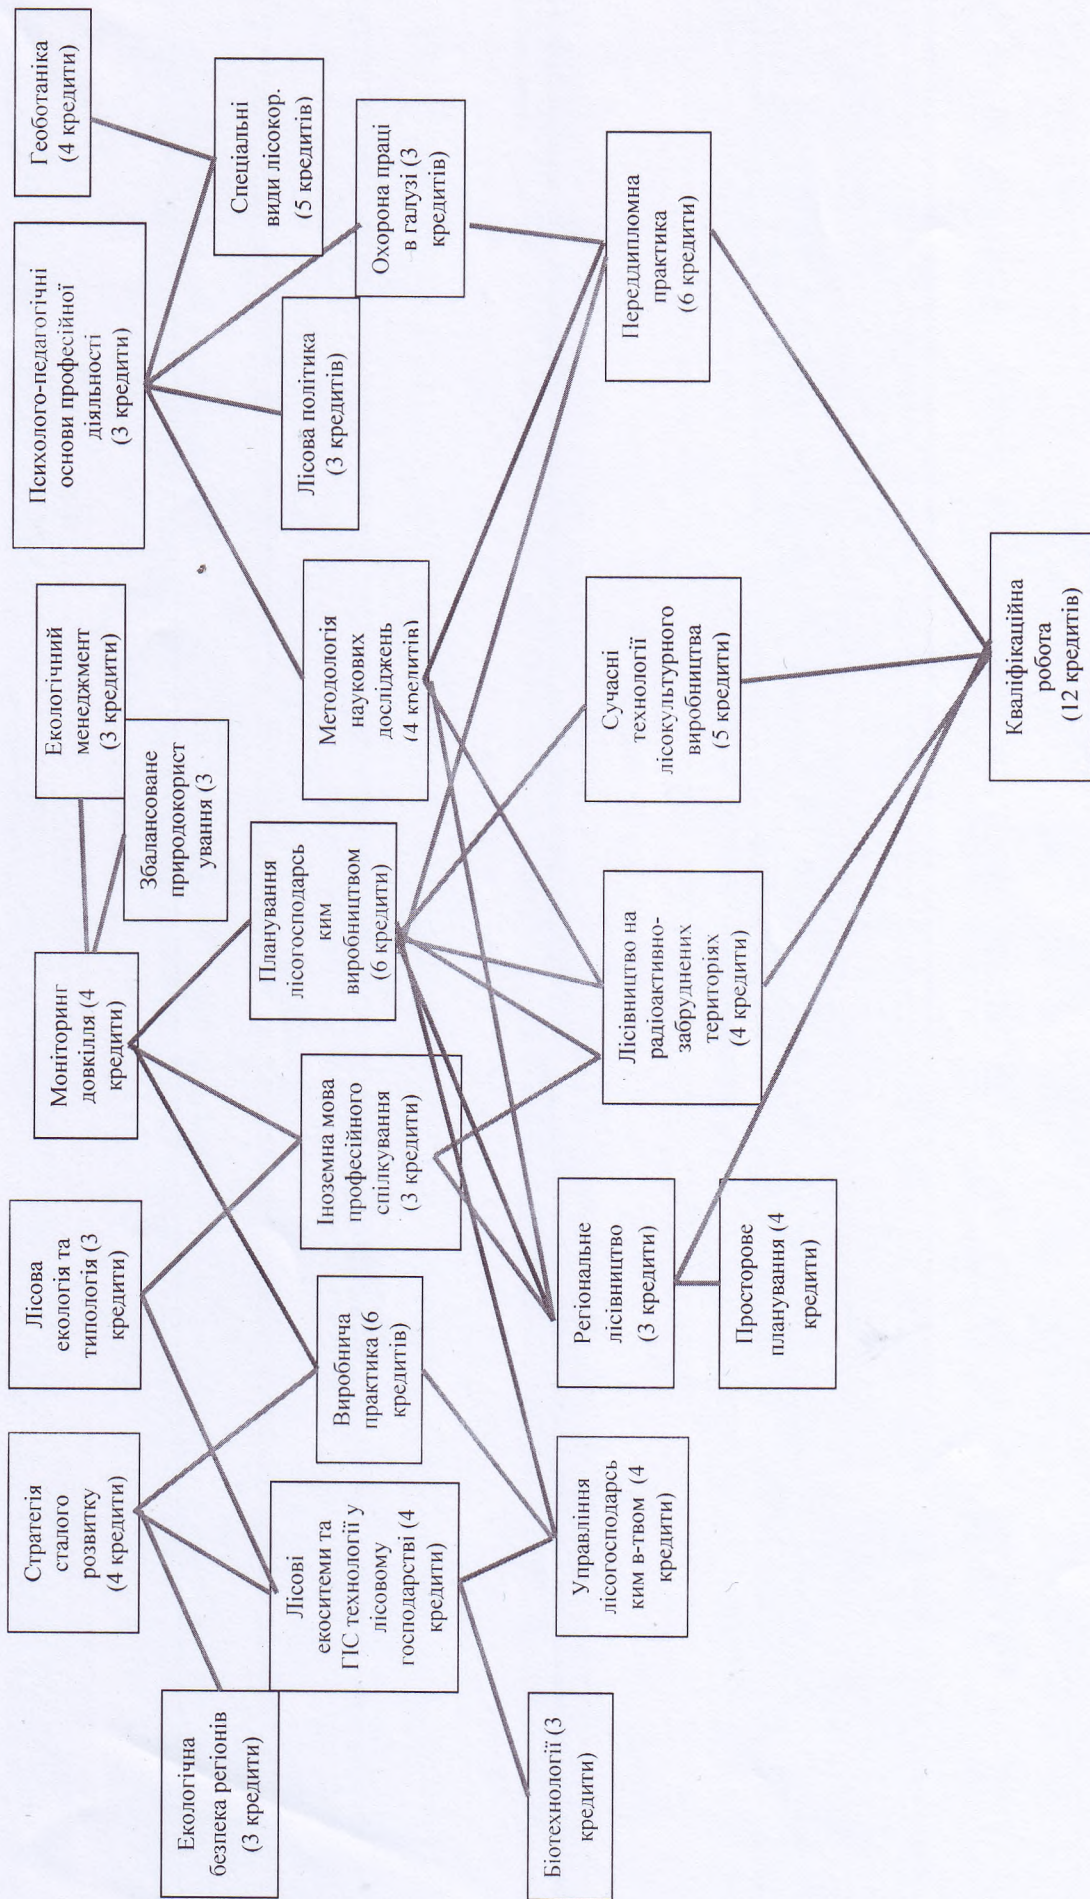 Стратегія
сталого
розвитку
(4 кредити)
Лісова
екологія та
типологія (3
кредити)
Моніторинг
довкілля (4
кредити)
Екологічний
менеджмент
(3 кредити)
Психолого-педагогічні
основи професійної
діяльності
(3 кредити)
Геоботаніка
(4 кредити)
Екологічна
безпека регіонів
(3 кредити)
Збалансоване
природокорист
ування (3
Спеціальні
види лісокор.
(5 кредитів)
Лісові
екоситеми та
ГІС технології у
лісовому
господарстві (4
кредити)
Виробнича
практика (6
кредитів)
Іноземна мова
професійного
спілкування
(3 кредити)
Планування
лісогосподарсь
ким
виробництвом
(6 кредити)
Методологія
наукових
досліджень
(4 кредитів)
Лісова політика
(3 кредитів)
Охорона праці
в галузі (3
кредитів)
Біотехнології (3
кредити)
Управління
лісогосподарсь
ким в-твом (4
кредити)
Регіональне
лісівництво
(3 кредити)
Просторове
планування (4
кредити)
Лісівництво на
радіоактивно-
забруднених
територіях
(4 кредити)
Сучасні
технології
лісокультурного
виробництва
(5 кредити)
Переддипломна
практика
(6 кредити)
Кваліфікаційна
робота
(12 кредитів)